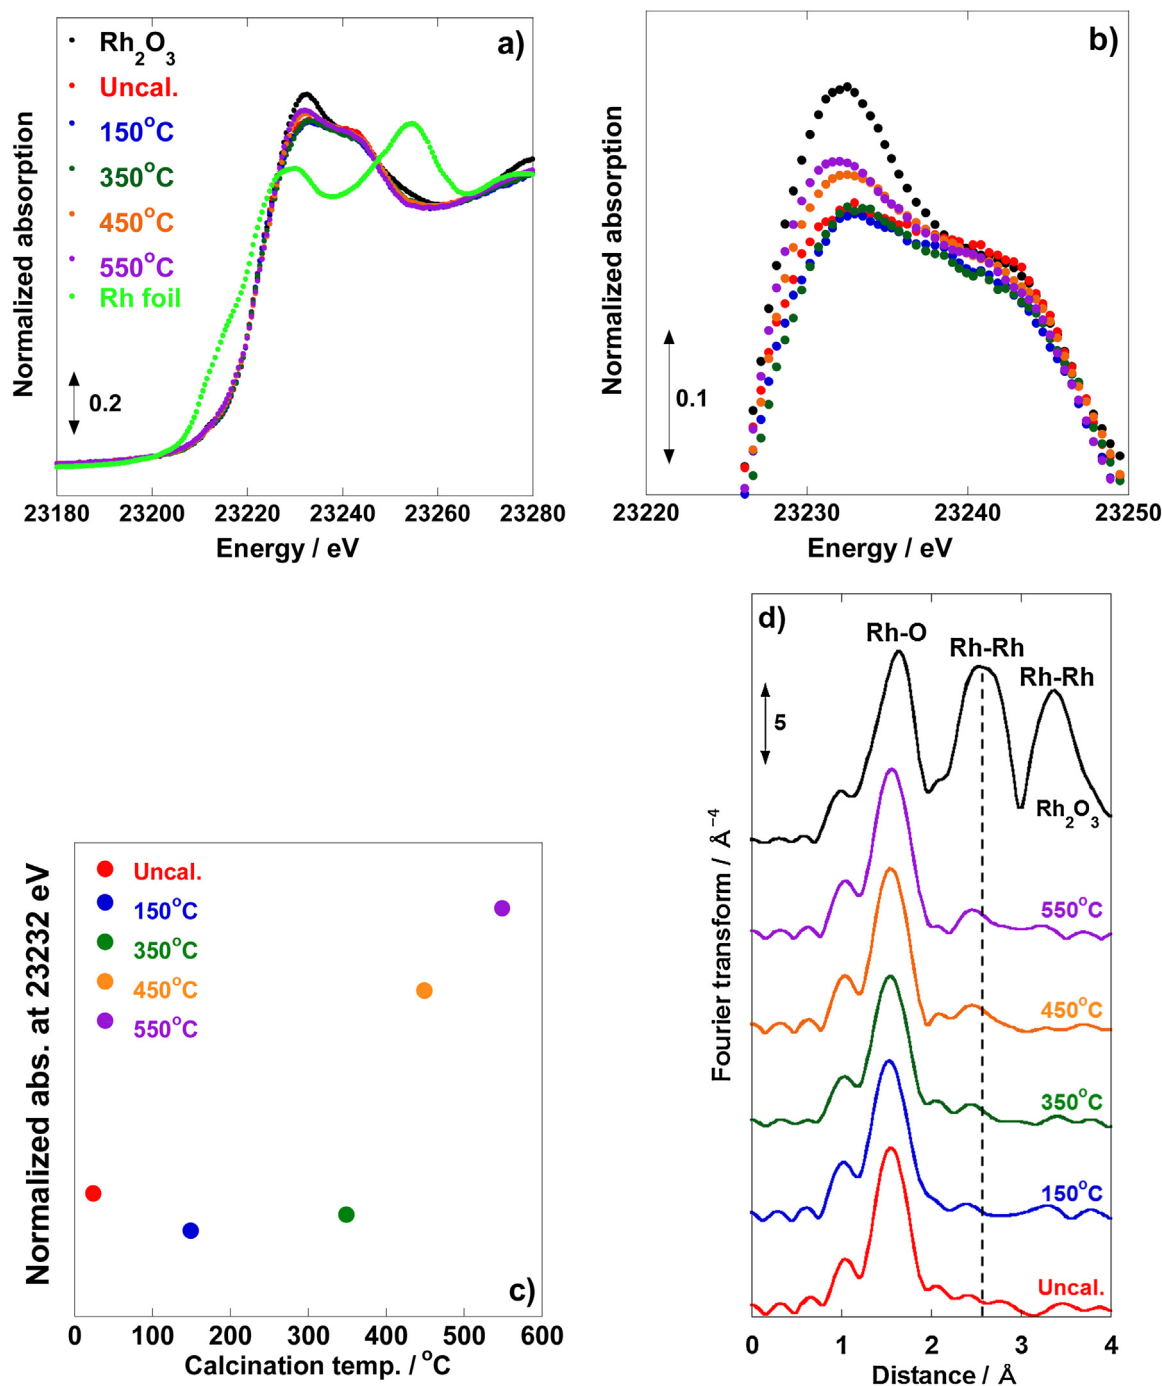 a)
Rh₂O₃
Uncal.
150°C
350°C
450°C
550°C
Rh foil
0.2
Normalized absorption
23180 23200 23220 23240 23260 23280
Energy / eV
b)
0.1
Normalized absorption
23220 23230 23240 23250
Energy / eV
Uncal.
150°C
350°C
450°C
550°C
c)
Normalized abs. at 23232 eV
0 100 200 300 400 500 600
Calcination temp. / °C
d)
Rh-O
Rh-Rh
Rh-Rh
5
Rh₂O₃
550°C
450°C
350°C
150°C
Uncal.
Fourier transform / Å⁻⁴
0 1 2 3 4
Distance / Å